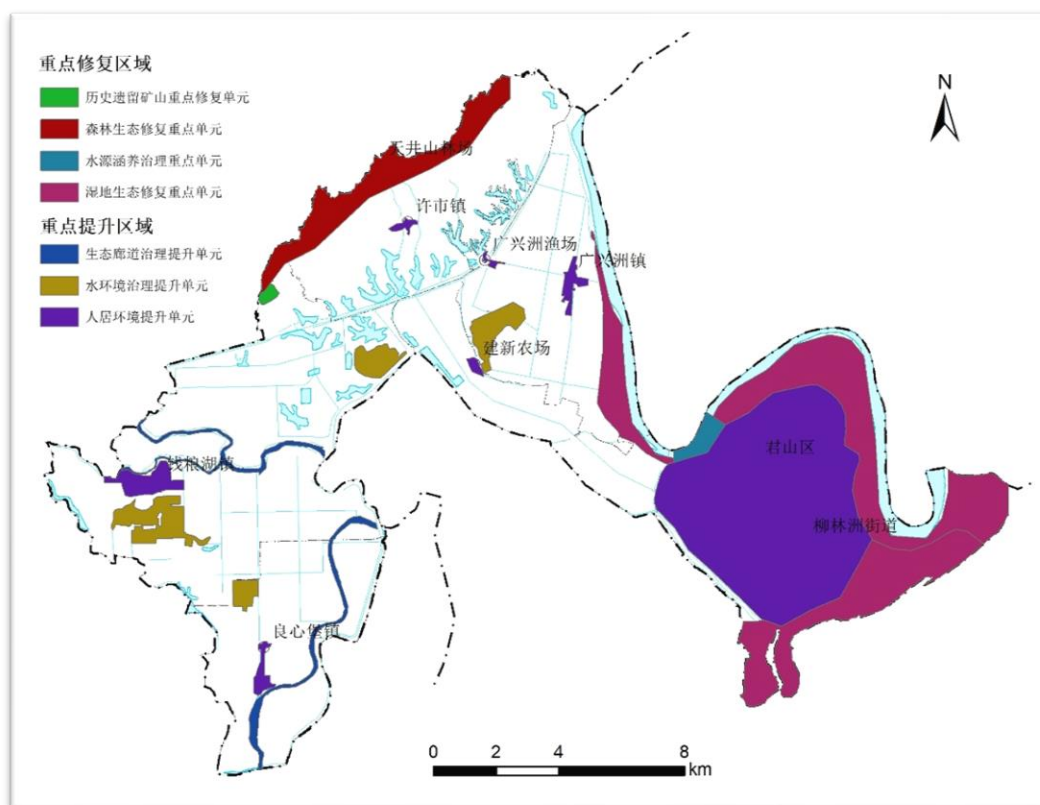 重点修复区域
历史遗留矿山重点修复单元
森林生态修复重点单元
水源涵养治理重点单元
湿地生态修复重点单元
重点提升区域
生态廊道治理提升单元
水环境治理提升单元
人居环境提升单元
N
天井山林场
许市镇
广兴洲渔场
广兴洲镇
建新农场
君山区
钱粮湖镇
柳林洲街道
良心堡镇
0 2 4 8
km